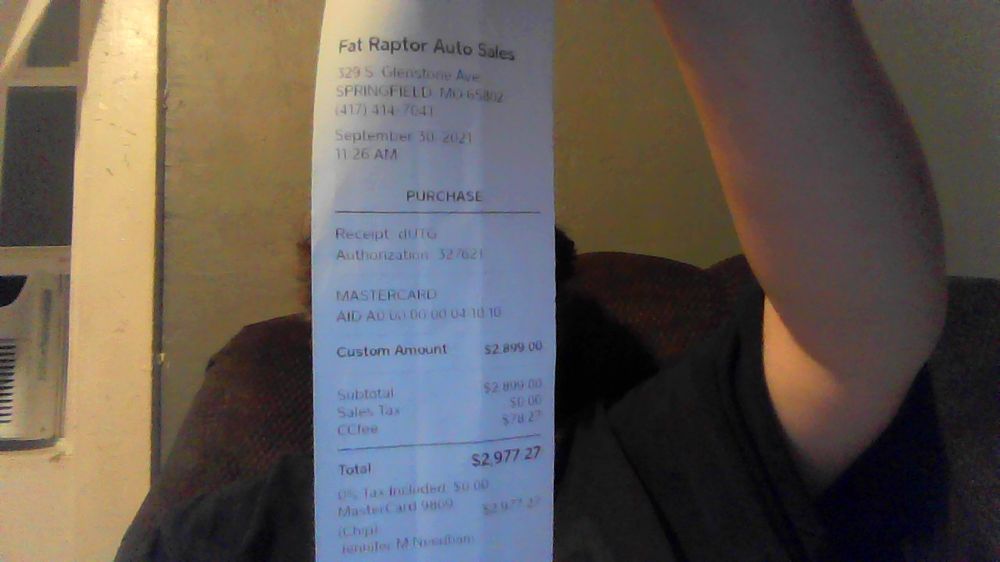 Fat Raptor Auto Sales
329 S. Glenstone Ave
SPRINGFIELD, MO 65802
(417) 414-7041
September 30, 2021
11:26 AM
PURCHASE
Receipt: dUTG
Authorization: 327621
MASTERCARD
AID A0 00 00 00 04 10 10
Custom Amount $2,899.00
Subtotal $2,899.00
Sales Tax $0.00
CCfee $78.27
Total $2,977.27
0% Tax Included: $0.00
MasterCard 9809 $2,977.27
(Chip)
Jennifer M Needham